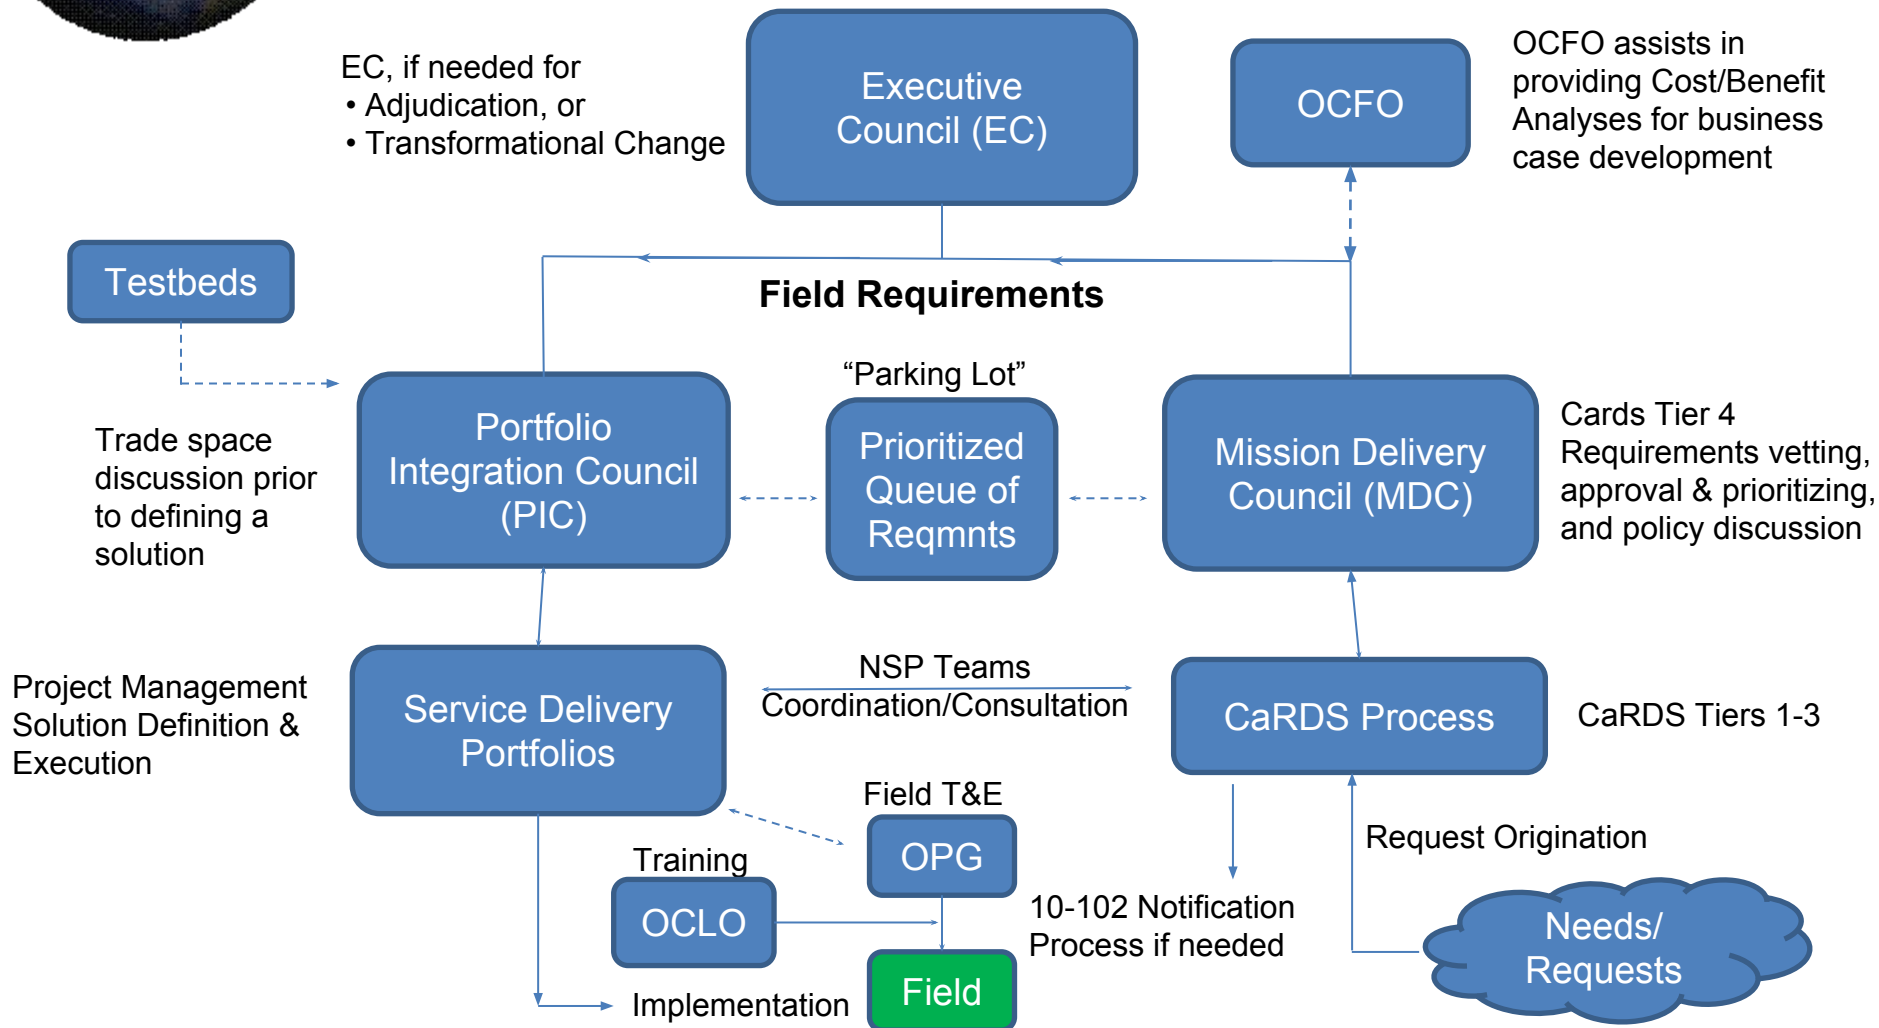 EC, if needed for
• Adjudication, or
• Transformational Change
Executive
Council (EC)
OCFO
OCFO assists in
providing Cost/Benefit
Analyses for business
case development
Testbeds
Field Requirements
Trade space
discussion prior
to defining a
solution
Portfolio
Integration Council
(PIC)
“Parking Lot”
Prioritized
Queue of
Reqmnts
Mission Delivery
Council (MDC)
Cards Tier 4
Requirements vetting,
approval & prioritizing,
and policy discussion
Project Management
Solution Definition &
Execution
Service Delivery
Portfolios
NSP Teams
Coordination/Consultation
CaRDS Process
CaRDS Tiers 1-3
Field T&E
OPG
Training
OCLO
Request Origination
10-102 Notification
Process if needed
Needs/
Requests
Implementation
Field